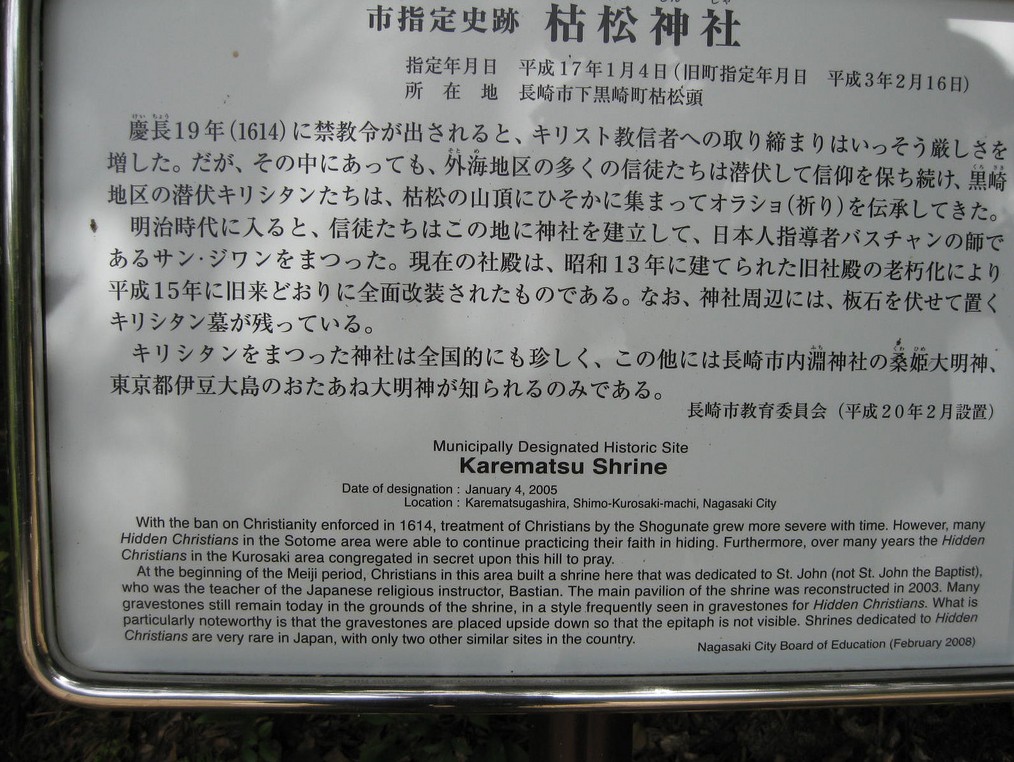 市指定史跡 枯松神社
指定年月日 平成17年1月4日(旧町指定年月日 平成3年2月16日)
所在地 長崎市下黒崎町枯松頭
慶長19年(1614)に禁教令が出されると、キリスト教信者への取り締まりはいっそう厳しさを
増した。だが、その中にあっても、外海地区の多くの信徒たちは潜伏して信仰を保ち続け、黒崎
地区の潜伏キリシタンたちは、枯松の山頂にひそかに集まってオラショ(祈り)を伝承してきた。
明治時代に入ると、信徒たちはこの地に神社を建立して、日本人指導者バスチャンの師で
あるサン・ジワンをまつった。現在の社殿は、昭和13年に建てられた旧社殿の老朽化により
平成15年に旧来どおりに全面改装されたものである。なお、神社周辺には、板石を伏せて置く
キリシタン墓が残っている。
キリシタンをまつった神社は全国的にも珍しく、この他には長崎市内淵神社の桑姫大明神、
東京都伊豆大島のおたあね大明神が知られるのみである。
長崎市教育委員会(平成20年2月設置)
Municipally Designated Historic Site
Karematsu Shrine
Date of designation : January 4, 2005
Location : Karematsugashira, Shimo-Kurosaki-machi, Nagasaki City
With the ban on Christianity enforced in 1614, treatment of Christians by the Shogunate grew more severe with time. However, many
Hidden Christians in the Sotome area were able to continue practicing their faith in hiding. Furthermore, over many years the Hidden
Christians in the Kurosaki area congregated in secret upon this hill to pray.
At the beginning of the Meiji period, Christians in this area built a shrine here that was dedicated to St. John (not St. John the Baptist),
who was the teacher of the Japanese religious instructor, Bastian. The main pavilion of the shrine was reconstructed in 2003. Many
gravestones still remain today in the grounds of the shrine, in a style frequently seen in gravestones for Hidden Christians. What is
particularly noteworthy is that the gravestones are placed upside down so that the epitaph is not visible. Shrines dedicated to Hidden
Christians are very rare in Japan, with only two other similar sites in the country.
Nagasaki City Board of Education (February 2008)